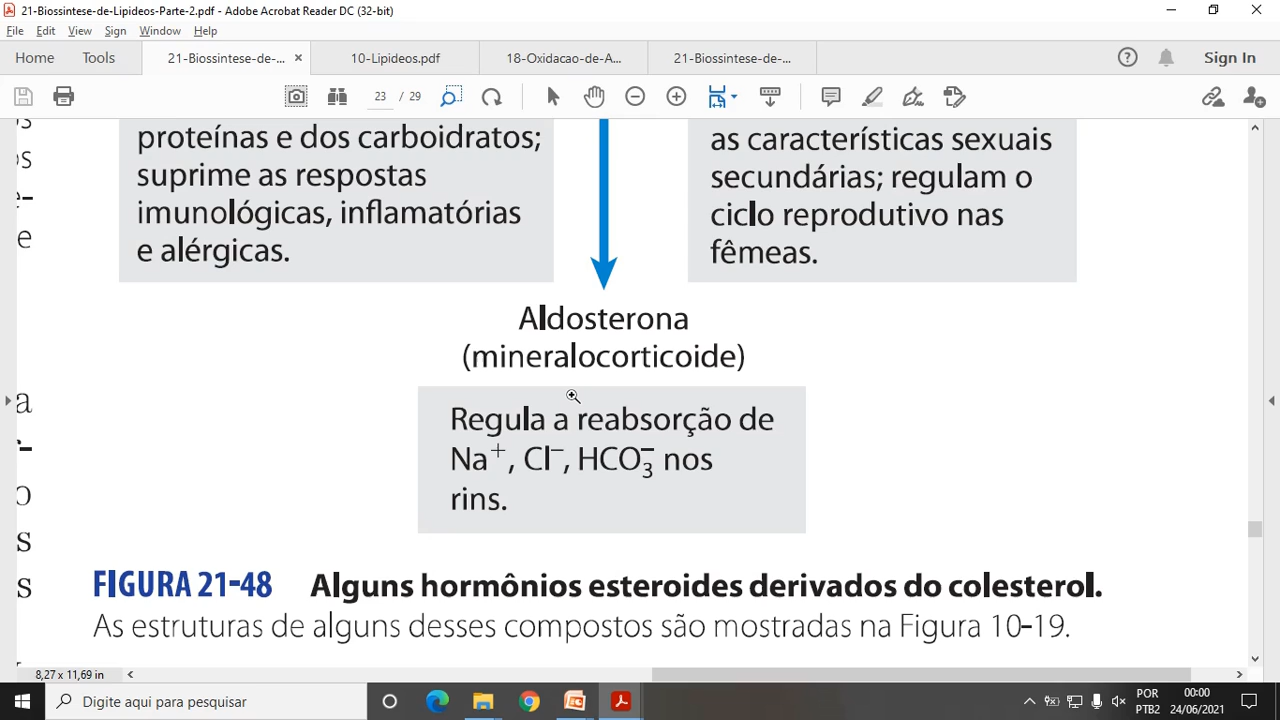 21-Biossintese-de-Lipideos-Parte-2.pdf - Adobe Acrobat Reader DC (32-bit)
File Edit View Sign Window Help
Home Tools 21-Biossintese-de-... 10-Lipideos.pdf 18-Oxidacao-de-A... 21-Biossintese-de-... Sign In
23 / 29
proteínas e dos carboidratos;
suprime as respostas
imunológicas, inflamatórias
e alérgicas.
as características sexuais
secundárias; regulam o
ciclo reprodutivo nas
fêmeas.
Aldosterona
(mineralocorticoide)
Regula a reabsorção de
Na⁺, Cl⁻, HCO₃⁻ nos
rins.
FIGURA 21-48 Alguns hormônios esteroides derivados do colesterol.
As estruturas de alguns desses compostos são mostradas na Figura 10-19.
8,27 x 11,69 in
Digite aqui para pesquisar
POR
PTB2
00:00
24/06/2021